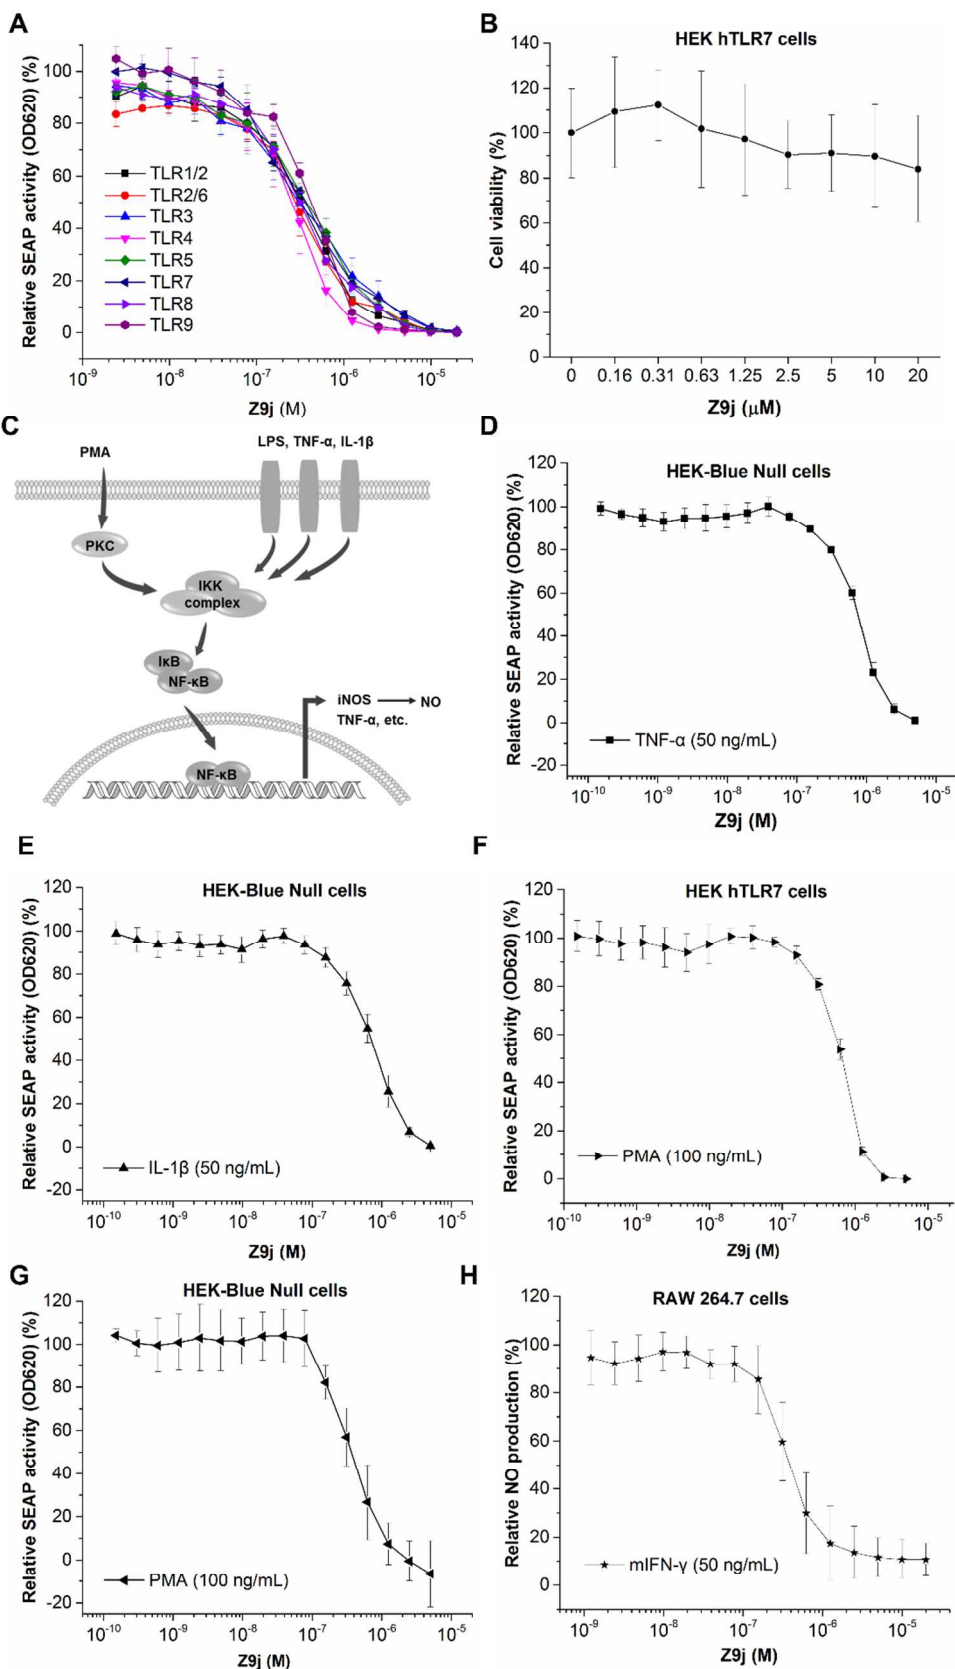 A
Relative SEAP activity (OD620) (%)
100
80
60
40
20
0
TLR1/2
TLR2/6
TLR3
TLR4
TLR5
TLR7
TLR8
TLR9
10-9 10-8 10-7 10-6 10-5
Z9j (M)
B
HEK hTLR7 cells
Cell viability (%)
140
120
100
80
60
40
20
0
0 0.16 0.31 0.63 1.25 2.5 5 10 20
Z9j (μM)
C
PMA
LPS, TNF-α, IL-1β
PKC
IKK
complex
IκB
NF-κB
iNOS NO
TNF-α, etc.
NF-κB
D
HEK-Blue Null cells
Relative SEAP activity (OD620) (%)
120
100
80
60
40
20
0
-20
TNF-α (50 ng/mL)
10-10 10-9 10-8 10-7 10-6 10-5
Z9j (M)
E
HEK-Blue Null cells
Relative SEAP activity (OD620) (%)
120
100
80
60
40
20
0
-20
IL-1β (50 ng/mL)
10-10 10-9 10-8 10-7 10-6 10-5
Z9j (M)
F
HEK hTLR7 cells
Relative SEAP activity (OD620) (%)
120
100
80
60
40
20
0
PMA (100 ng/mL)
10-10 10-9 10-8 10-7 10-6 10-5
Z9j (M)
G
HEK-Blue Null cells
Relative SEAP activity (OD620) (%)
120
100
80
60
40
20
0
-20
PMA (100 ng/mL)
10-10 10-9 10-8 10-7 10-6 10-5
Z9j (M)
H
RAW 264.7 cells
Relative NO production (%)
120
100
80
60
40
20
0
mIFN-γ (50 ng/mL)
10-9 10-8 10-7 10-6 10-5
Z9j (M)